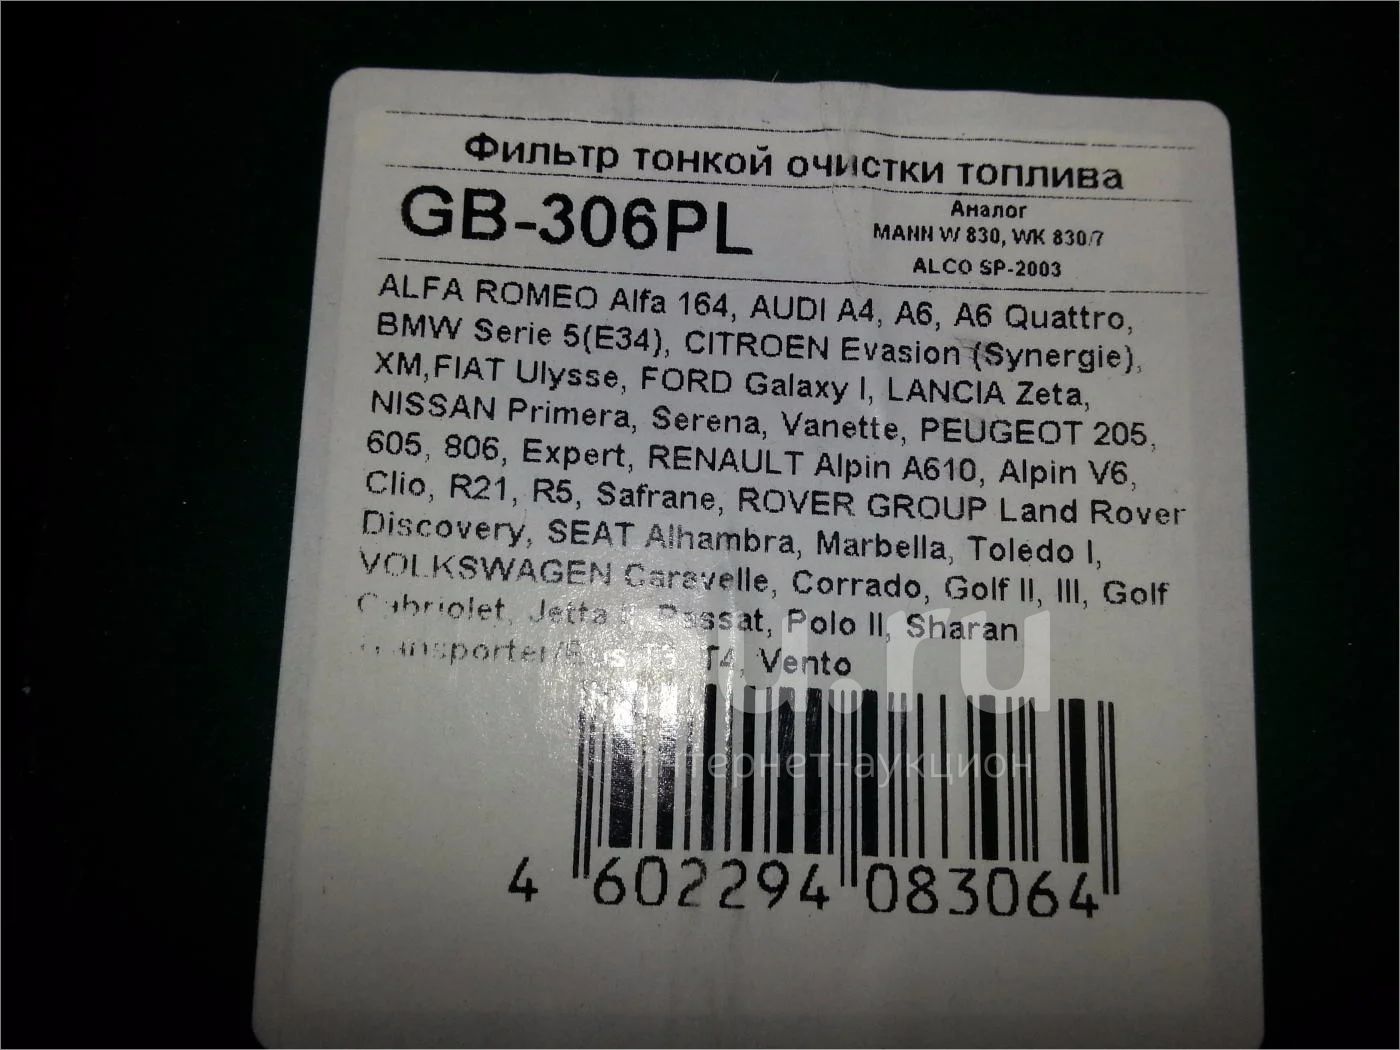 Фильтр тонкой очистки топлива
GB-306PL
Аналог
MANN W 830, WK 830/7
ALCO SP-2003
ALFA ROMEO Alfa 164, AUDI A4, A6, A6 Quattro,
BMW Serie 5(E34), CITROEN Evasion (Synergie),
XM,FIAT Ulysse, FORD Galaxy I, LANCIA Zeta,
NISSAN Primera, Serena, Vanette, PEUGEOT 205,
605, 806, Expert, RENAULT Alpin A610, Alpin V6,
Clio, R21, R5, Safrane, ROVER GROUP Land Rover
Discovery, SEAT Alhambra, Marbella, Toledo I,
VOLKSWAGEN Caravelle, Corrado, Golf II, III, Golf
Cabriolet, Jetta Passat, Polo II, Sharan
Transporter/ T4, Vento
u.ru
интернет-аукцион
4 602294 083064